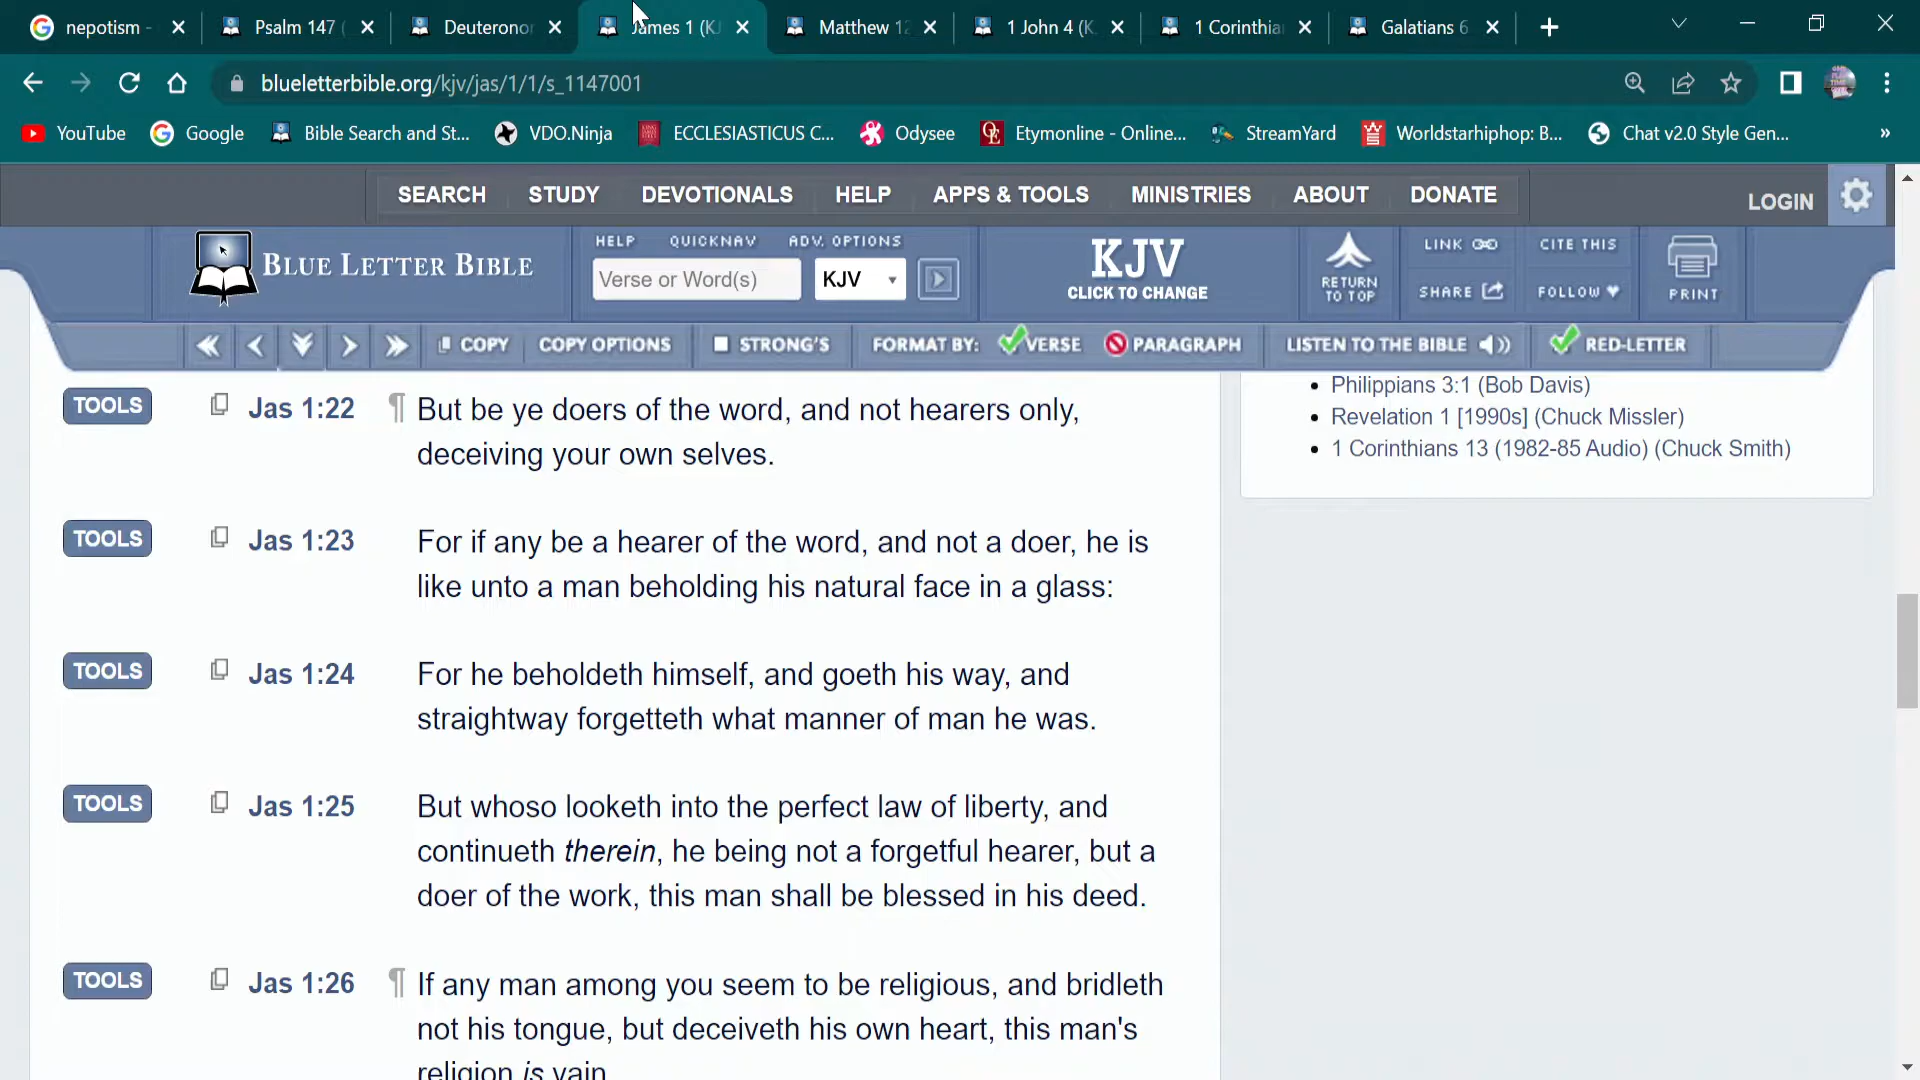 nepotism -
Psalm 147 (
Deuteronor
James 1 (KJ
Matthew 12
1 John 4 (K
1 Corinthia
Galatians 6
blueletterbible.org/kjv/jas/1/1/s_1147001
YouTube
Google
Bible Search and St...
VDO.Ninja
ECCLESIASTICUS C...
Odysee
Etymonline - Online...
StreamYard
Worldstarhiphop: B...
Chat v2.0 Style Gen...
»
SEARCH
STUDY
DEVOTIONALS
HELP
APPS & TOOLS
MINISTRIES
ABOUT
DONATE
LOGIN
BLUE LETTER BIBLE
HELP
QUICKNAV
ADV. OPTIONS
Verse or Word(s)
KJV
KJV
CLICK TO CHANGE
RETURN
TO TOP
LINK
CITE THIS
SHARE
FOLLOW
PRINT
COPY
COPY OPTIONS
STRONG'S
FORMAT BY:
VERSE
PARAGRAPH
LISTEN TO THE BIBLE
RED-LETTER
Philippians 3:1 (Bob Davis)
Revelation 1 [1990s] (Chuck Missler)
1 Corinthians 13 (1982-85 Audio) (Chuck Smith)
TOOLS
Jas 1:22
¶ But be ye doers of the word, and not hearers only,
deceiving your own selves.
TOOLS
Jas 1:23
For if any be a hearer of the word, and not a doer, he is
like unto a man beholding his natural face in a glass:
TOOLS
Jas 1:24
For he beholdeth himself, and goeth his way, and
straightway forgetteth what manner of man he was.
TOOLS
Jas 1:25
But whoso looketh into the perfect law of liberty, and
continueth therein, he being not a forgetful hearer, but a
doer of the work, this man shall be blessed in his deed.
TOOLS
Jas 1:26
¶ If any man among you seem to be religious, and bridleth
not his tongue, but deceiveth his own heart, this man's
religion is vain